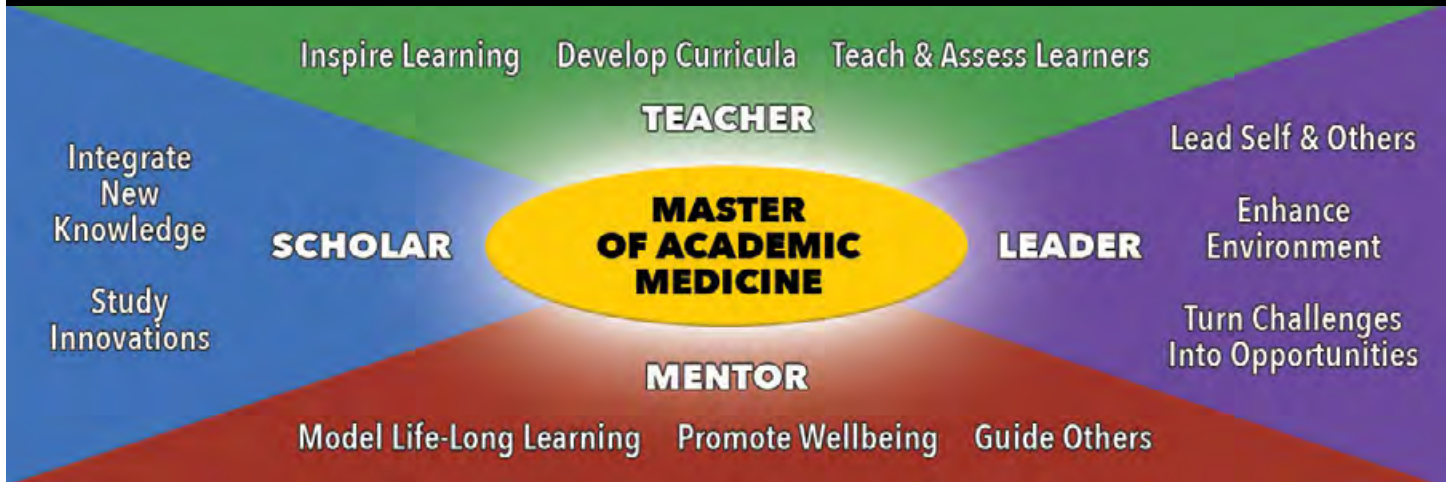 Inspire Learning Develop Curricula Teach & Assess Learners
TEACHER
Integrate
New
Knowledge
Study
Innovations
SCHOLAR
MASTER
OF ACADEMIC
MEDICINE
LEADER
Lead Self & Others
Enhance
Environment
Turn Challenges
Into Opportunities
MENTOR
Model Life-Long Learning Promote Wellbeing Guide Others